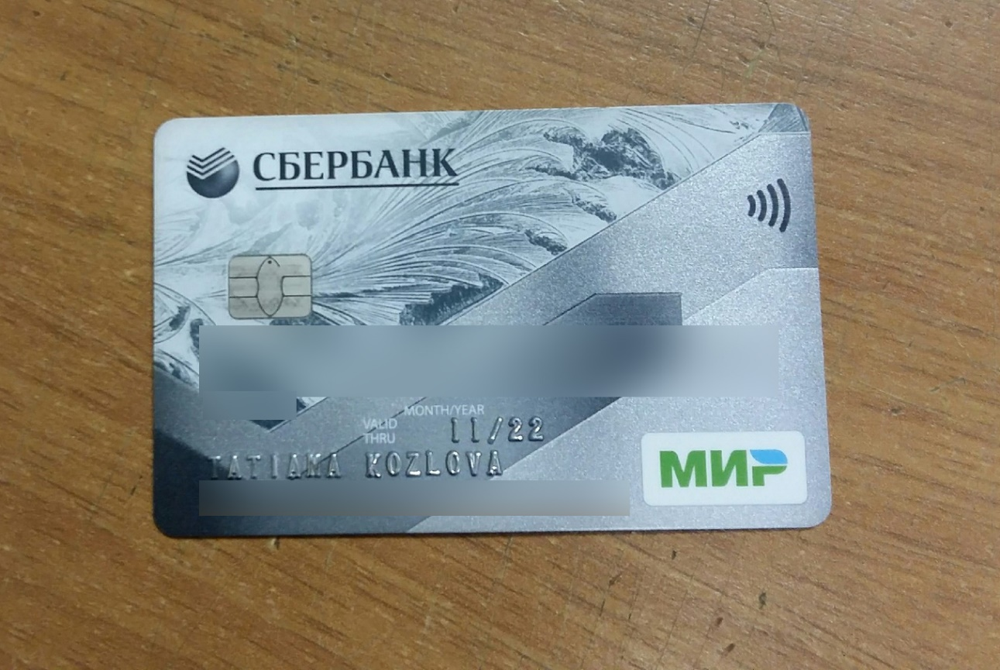 СБЕРБАНК
MONTH/YEAR
VALID THRU 11/22
TATIANA KOZLOVA
МИР